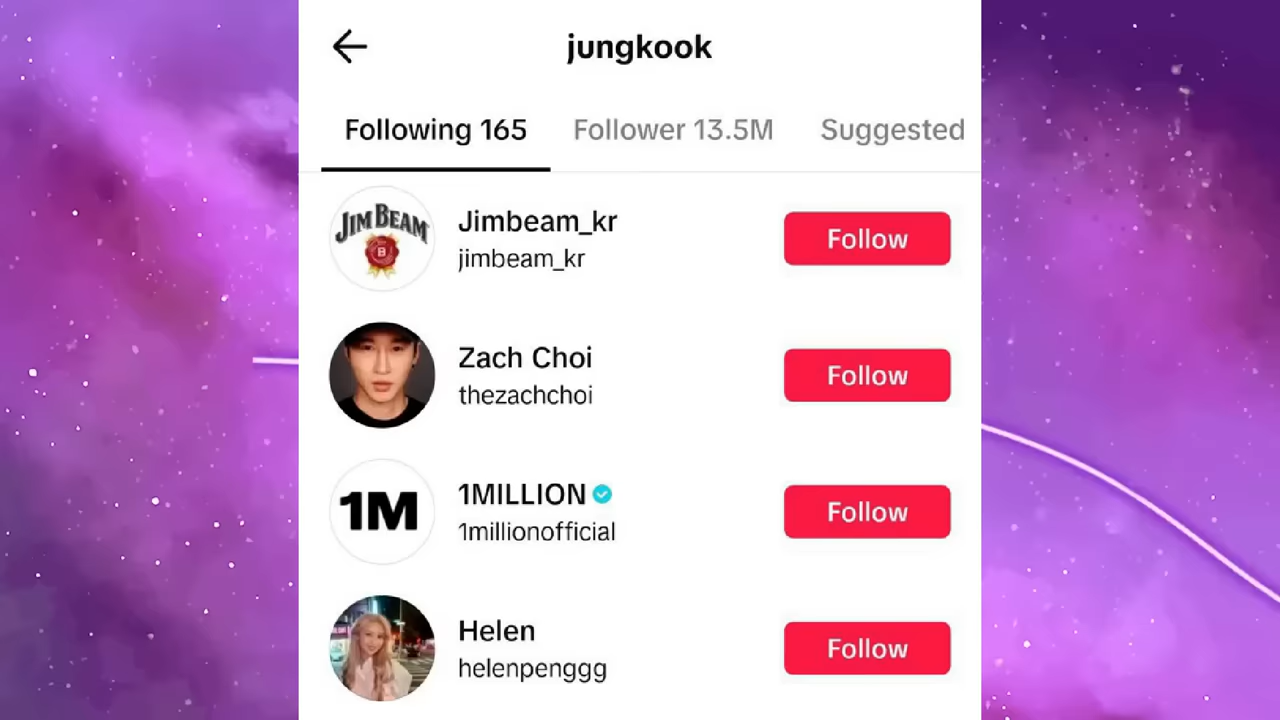 jungkook
Following 165 Follower 13.5M Suggested
JIM BEAM
B
Jimbeam_kr
jimbeam_kr
Follow
Zach Choi
thezachchoi
Follow
1M
1MILLION
1millionofficial
Follow
Helen
helenpenggg
Follow